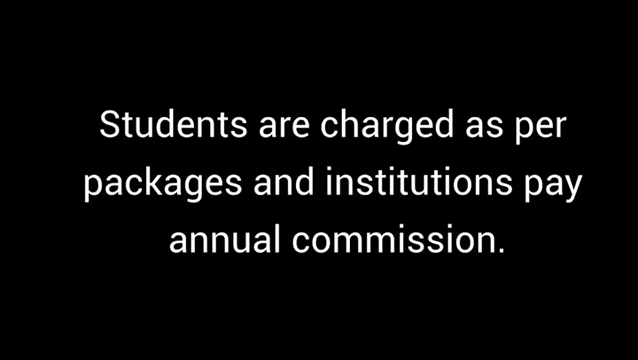 Students are charged as per
packages and institutions pay
annual commission.